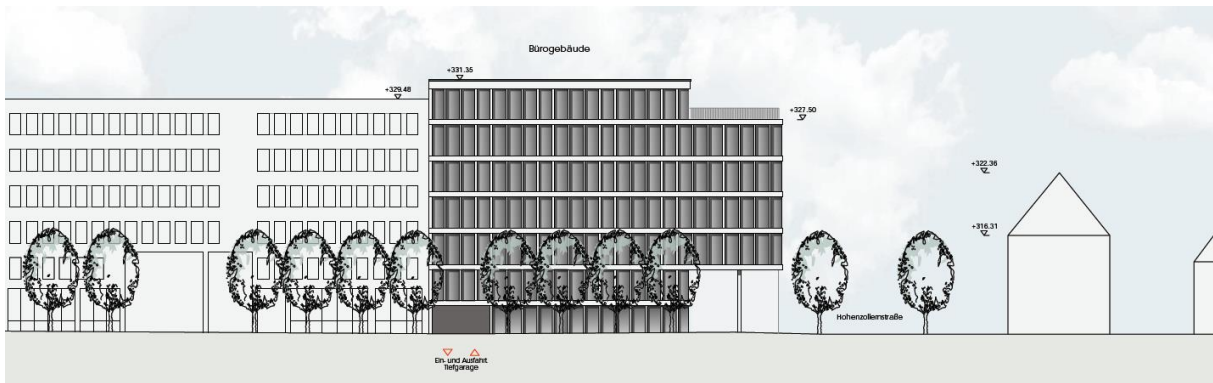 Bürogebäude
+331.35
+329.48
+327.50
+322.36
+316.31
Hohenzollernstraße
Ein- und Ausfahrt
Tiefgarage